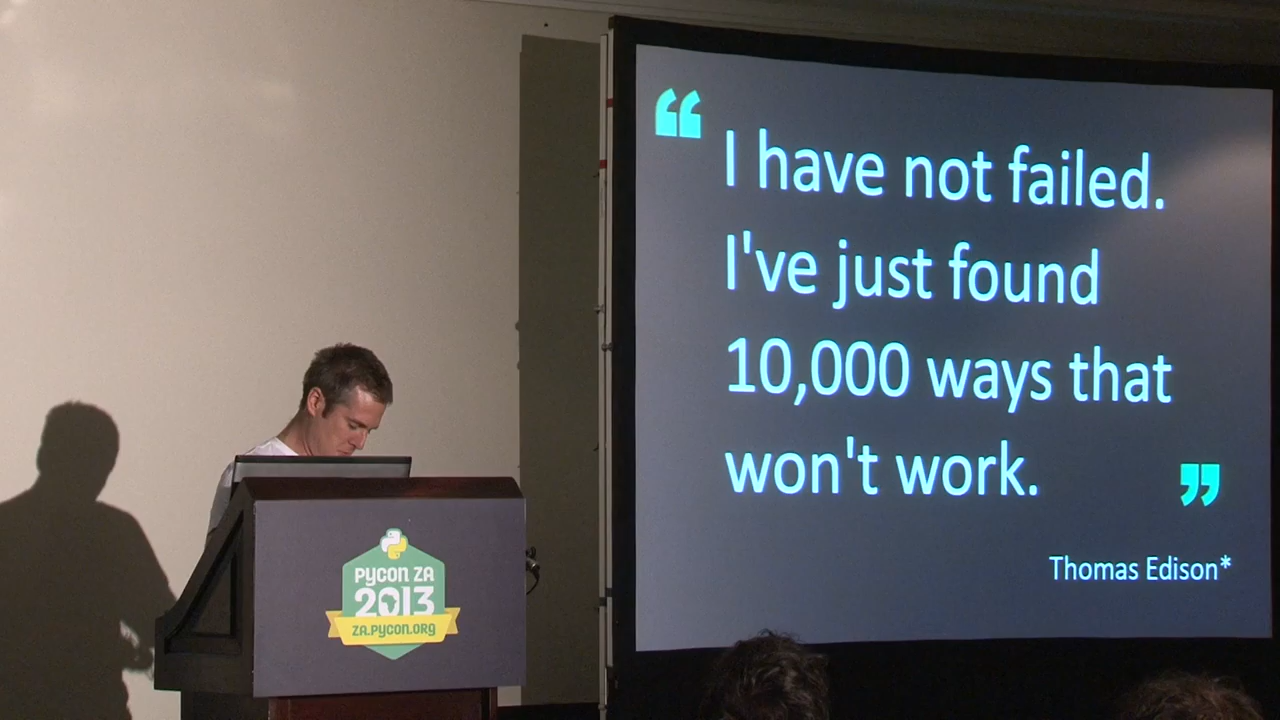 “ I have not failed.
I've just found
10,000 ways that
won't work. ”
Thomas Edison*
PYCON ZA
2013
ZA.PYCON.ORG